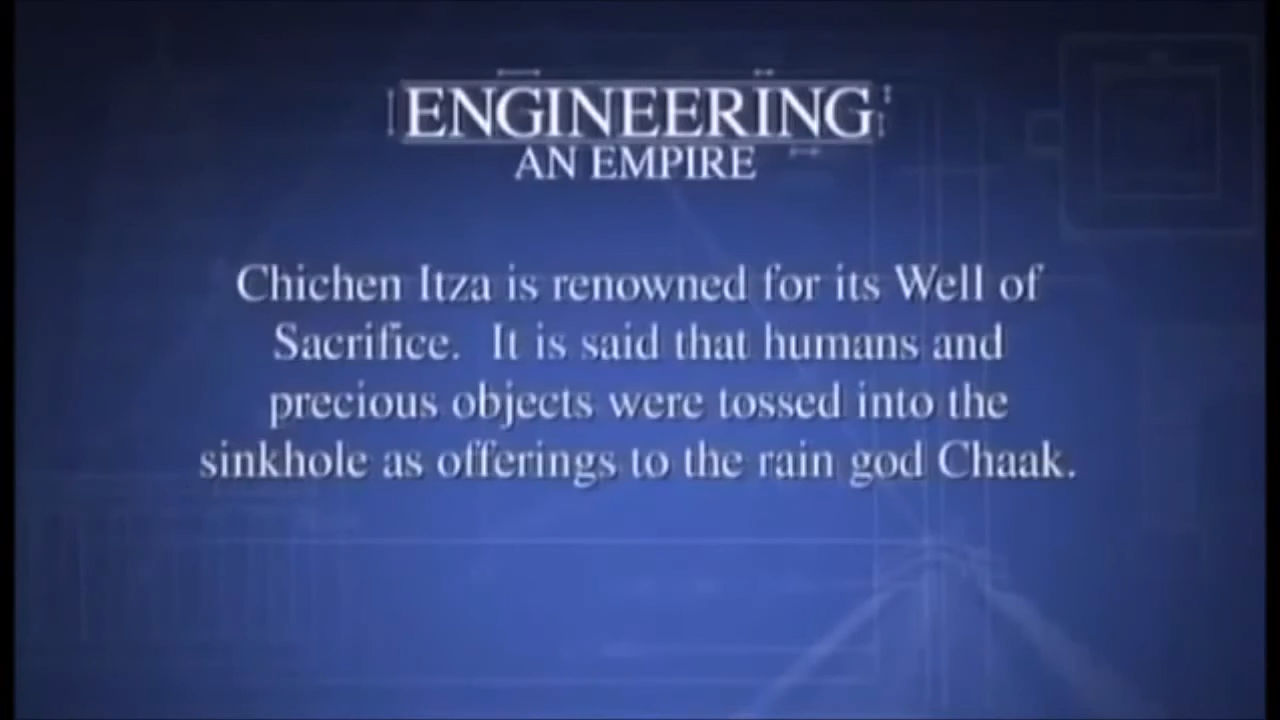 ENGINEERING
AN EMPIRE
Chichen Itza is renowned for its Well of
Sacrifice.  It is said that humans and
precious objects were tossed into the
sinkhole as offerings to the rain god Chaak.